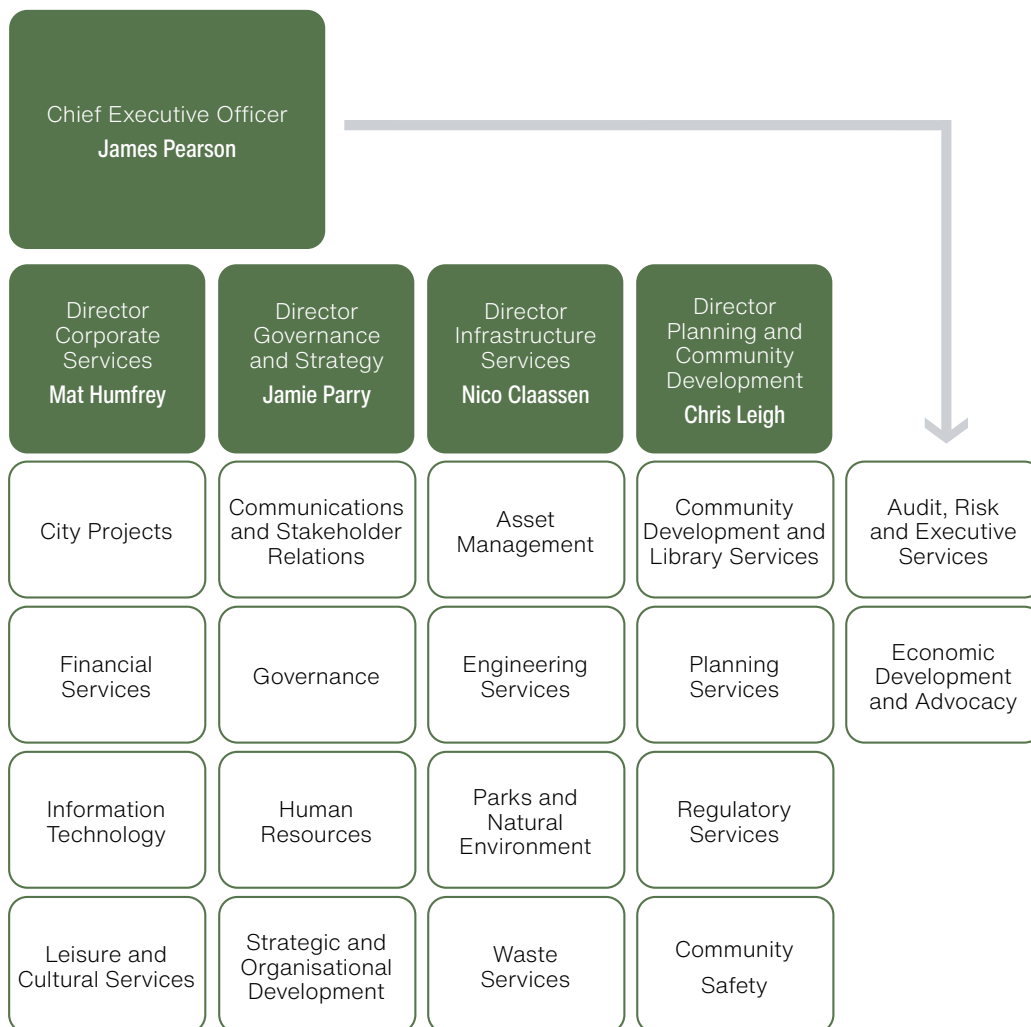 Chief Executive Officer
James Pearson
Director
Corporate
Services
Mat Humfrey
Director
Governance
and Strategy
Jamie Parry
Director
Infrastructure
Services
Nico Claassen
Director
Planning and
Community
Development
Chris Leigh
City Projects
Communications
and Stakeholder
Relations
Asset
Management
Community
Development and
Library Services
Audit, Risk
and Executive
Services
Financial
Services
Governance
Engineering
Services
Planning
Services
Economic
Development
and Advocacy
Information
Technology
Human
Resources
Parks and
Natural
Environment
Regulatory
Services
Leisure and
Cultural Services
Strategic and
Organisational
Development
Waste
Services
Community
Safety